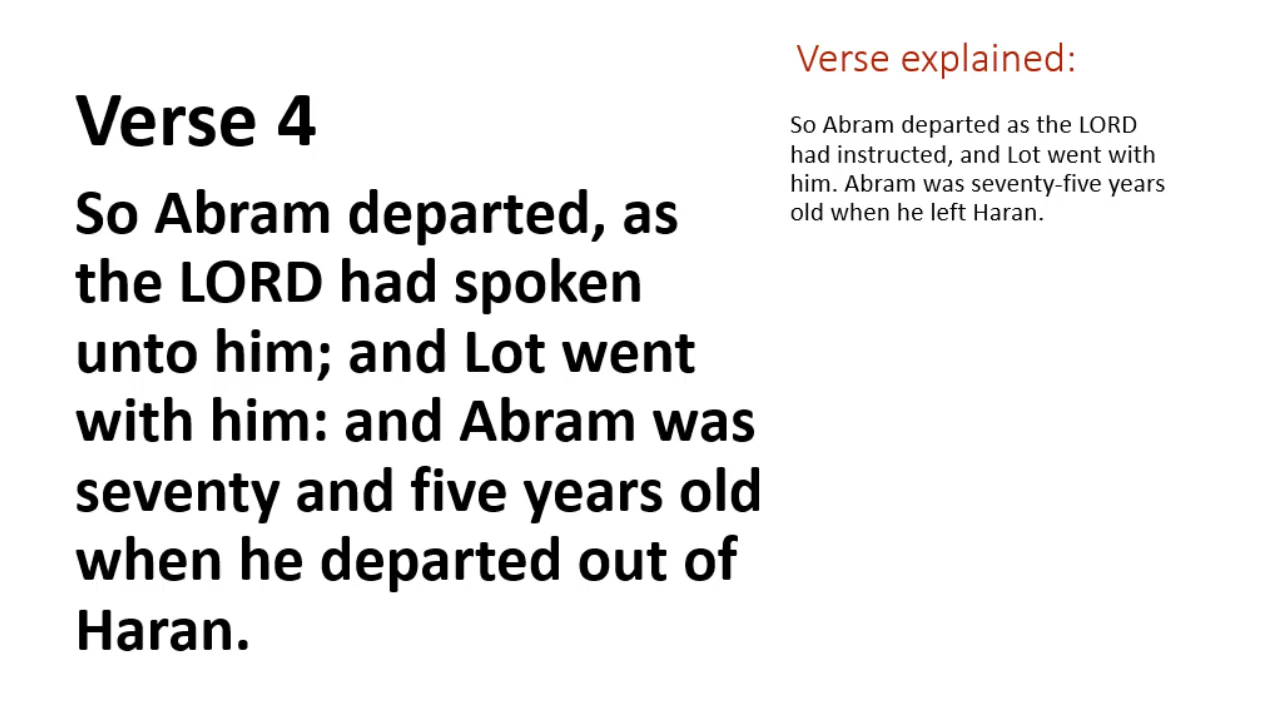 Verse 4
So Abram departed, as
the LORD had spoken
unto him; and Lot went
with him: and Abram was
seventy and five years old
when he departed out of
Haran.
Verse explained:
So Abram departed as the LORD
had instructed, and Lot went with
him. Abram was seventy-five years
old when he left Haran.